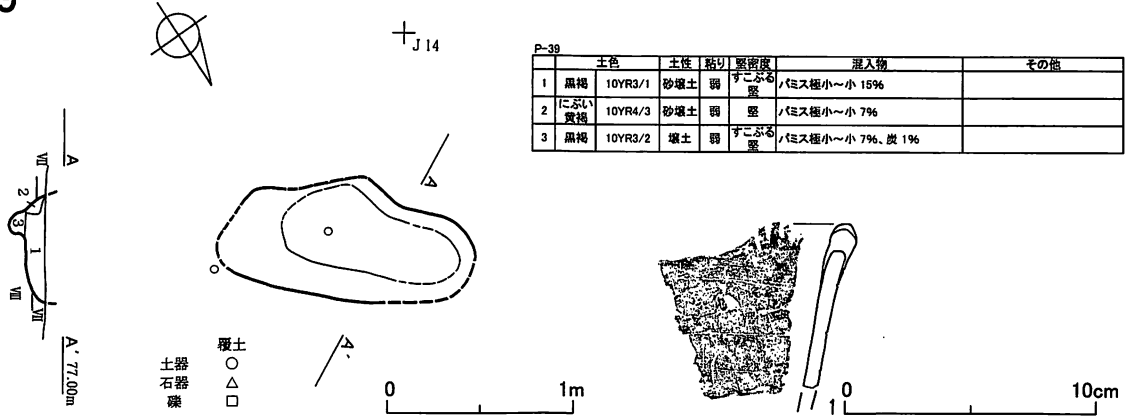 J14
P-39
土色 土性 粘り 堅密度 混入物 その他
1 黒褐 10YR3/1 砂壌土 弱 すこぶる堅 パミス極小～小 15%
2 にぶい黄褐 10YR4/3 砂壌土 弱 堅 パミス極小～小 7%
3 黒褐 10YR3/2 壌土 弱 すこぶる堅 パミス極小～小 7%、炭 1%
A
Ⅶ
2
3
1
Ⅷ
Ⅶ
A' 77.00m
A
A'
覆土
土器 ○
石器 △
礫 □
0 1m
1
0 10cm